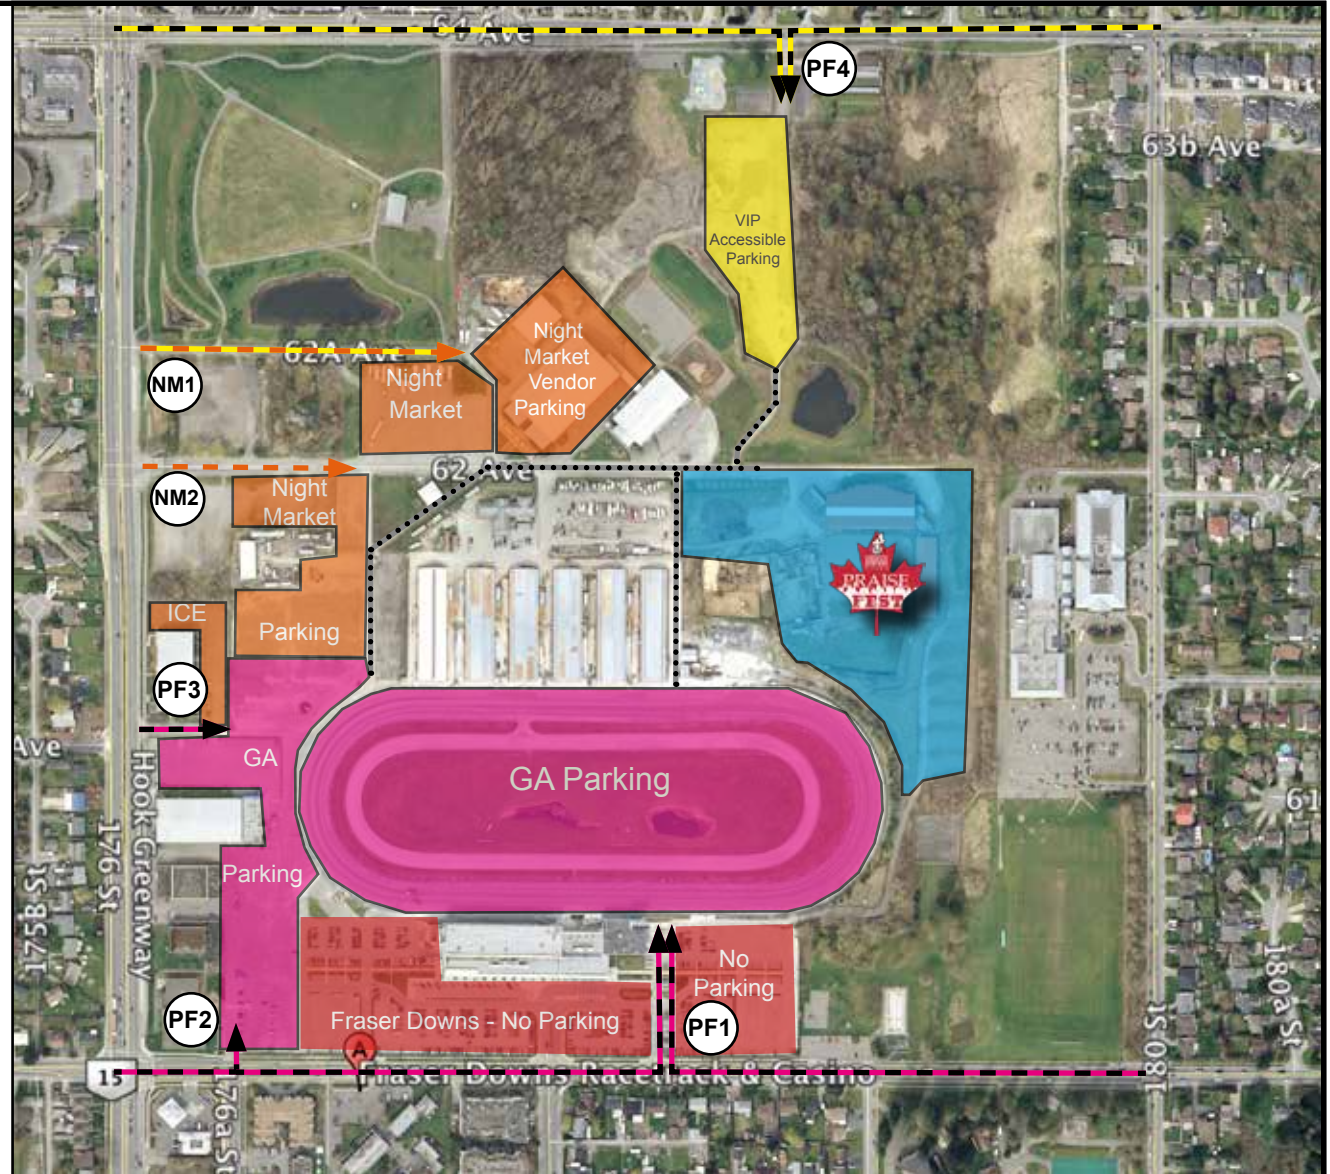 64 Ave
PF4
63b Ave
VIP
Accessible
Parking
Night
Market
Vendor
Parking
62A Ave
NM1
Night
Market
62 Ave
NM2
Night
Market
PRAISE
FEST
ICE
Parking
PF3
Ave
GA
GA Parking
61
Hook Greenway
176 St
175B St
Parking
No
Parking
180a St
PF2
Fraser Downs - No Parking
PF1
180 St
A
15
Fraser Downs Racetrack & Casino
176a St